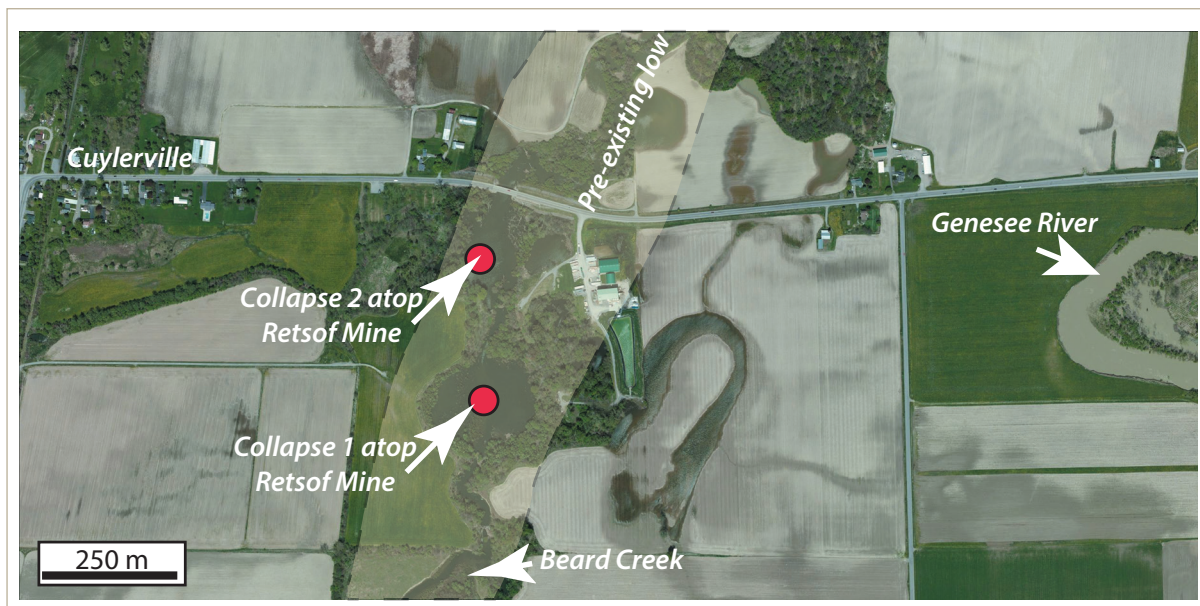 Pre-existing low
Cuylerville
Genesee River
Collapse 2 atop
Retsof Mine
Collapse 1 atop
Retsof Mine
Beard Creek
250 m